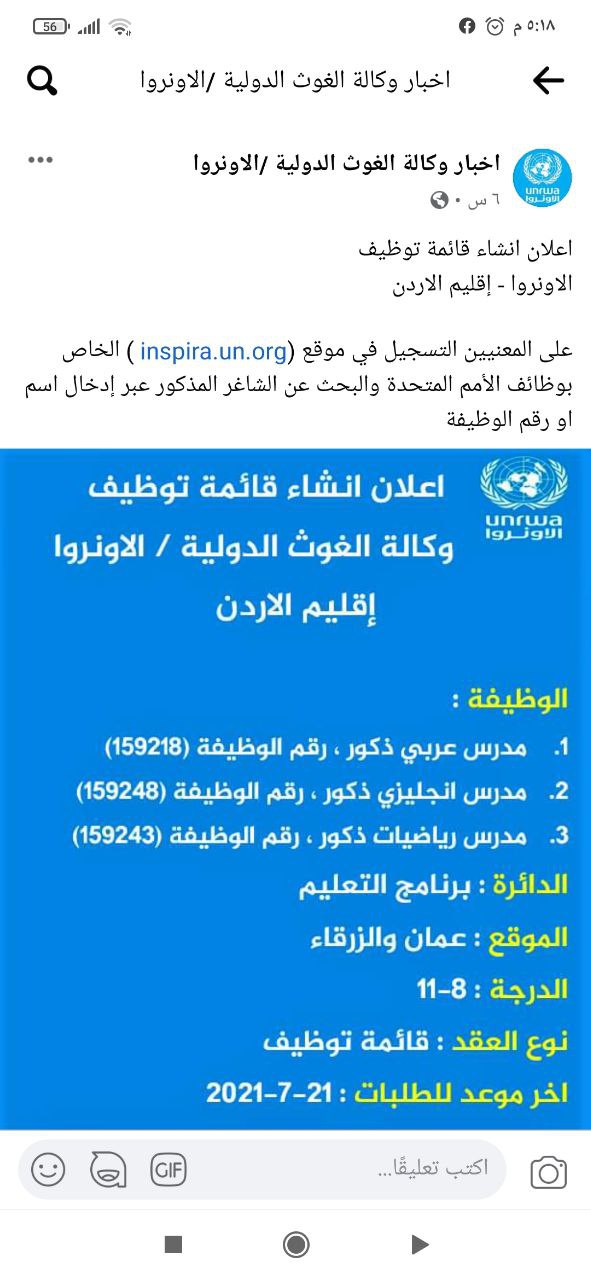 ٥:١٨ م
56
اخبار وكالة الغوث الدولية /الاونروا
اخبار وكالة الغوث الدولية /الاونروا
٦ س
unrwa
الأونروا
اعلان انشاء قائمة توظيف
الاونروا - إقليم الاردن
على المعنيين التسجيل في موقع (inspira.un.org ) الخاص
بوظائف الأمم المتحدة والبحث عن الشاغر المذكور عبر إدخال اسم
او رقم الوظيفة
unrwa
الأونروا
اعلان انشاء قائمة توظيف
وكالة الغوث الدولية / الاونروا
إقليم الاردن
الوظيفة :
1. مدرس عربي ذكور ، رقم الوظيفة (159218)
2. مدرس انجليزي ذكور ، رقم الوظيفة (159248)
3. مدرس رياضيات ذكور ، رقم الوظيفة (159243)
الدائرة : برنامج التعليم
الموقع : عمان والزرقاء
الدرجة : 8-11
نوع العقد : قائمة توظيف
اخر موعد للطلبات : 21-7-2021
اكتب تعليقًا...
GIF